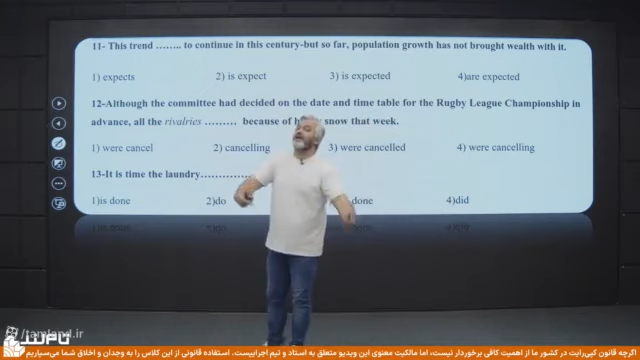 11- This trend …….. to continue in this century-but so far, population growth has not brought wealth with it.
1) expects 2) is expect 3) is expected 4)are expected
12-Although the committee had decided on the date and time table for the Rugby League Championship in
advance, all the rivalries ……… because of snow that week.
1) were cancel 2) cancelling 3) were cancelled 4) were cancelling
13-It is time the laundry…………..
1)is done 2)do done 4)did
تام‌لند
/tamland.ir
اگرچه قانون کپی‌رایت در کشور ما از اهمیت کافی برخوردار نیست، اما مالکیت معنوی این ویدیو متعلق به استاد و تیم اجراییست. استفاده قانونی از این کلاس را به وجدان و اخلاق شما می‌سپاریم